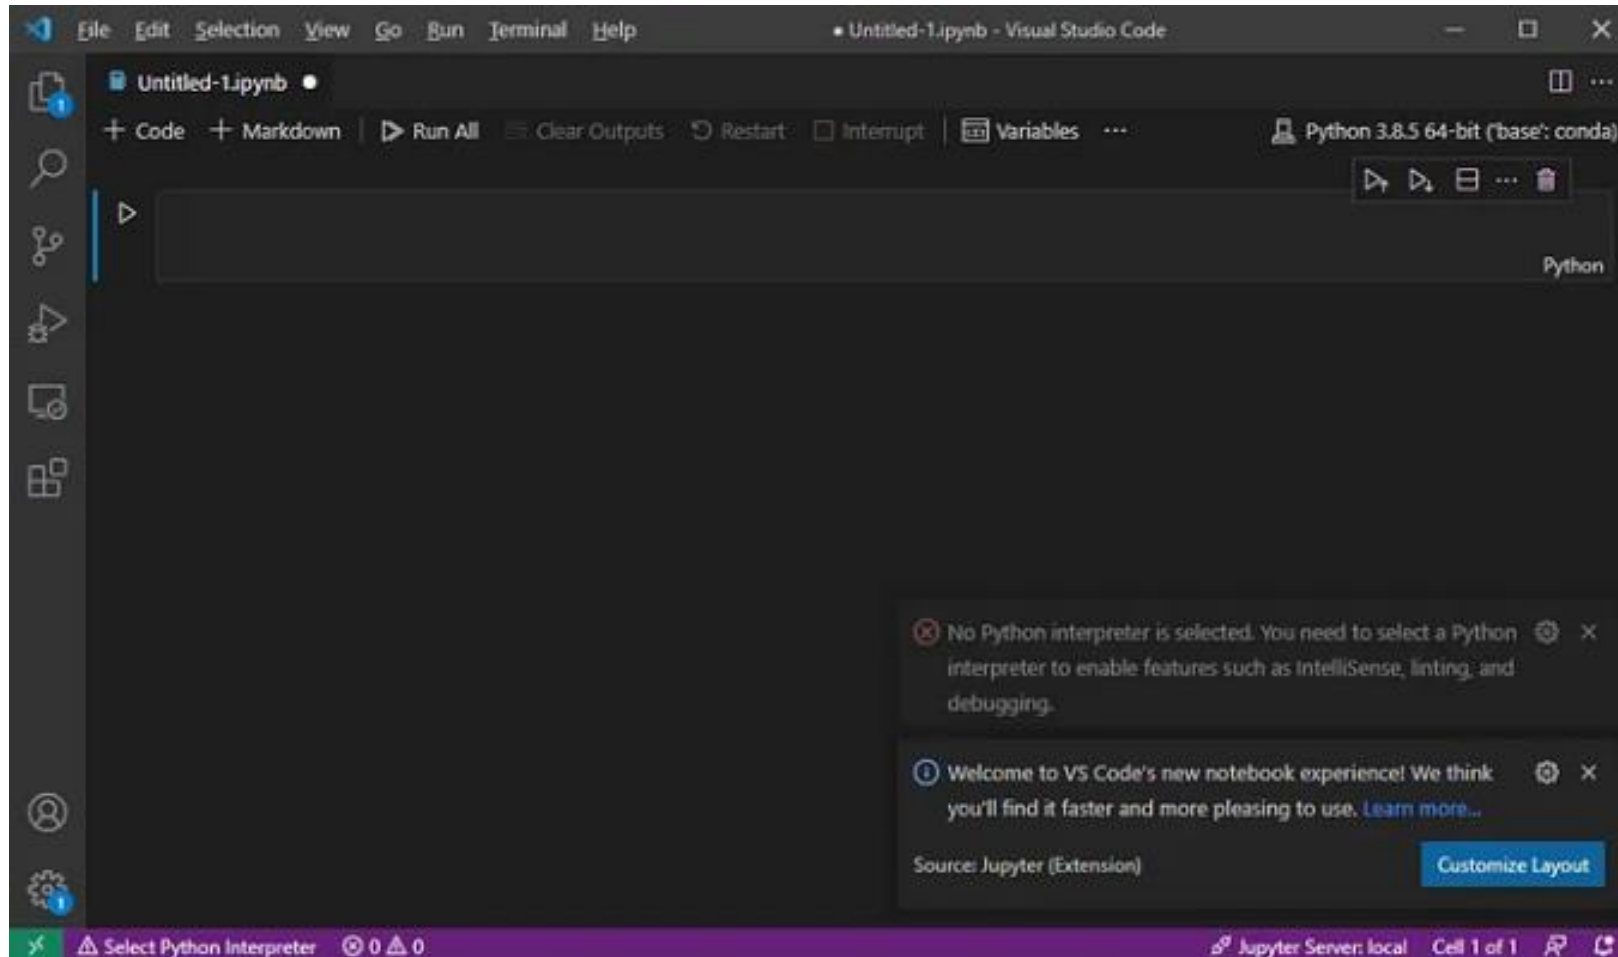 File Edit Selection View Go Run Terminal Help ● Untitled-1.ipynb - Visual Studio Code
1 Untitled-1.ipynb ●
+ Code + Markdown Run All Clear Outputs Restart Interrupt Variables ··· Python 3.8.5 64-bit ('base': conda)
Python
No Python interpreter is selected. You need to select a Python
interpreter to enable features such as IntelliSense, linting, and
debugging.
Welcome to VS Code's new notebook experience! We think
you'll find it faster and more pleasing to use. Learn more...
Source: Jupyter (Extension) Customize Layout
1
Select Python Interpreter 0 0 Jupyter Server: local Cell 1 of 1